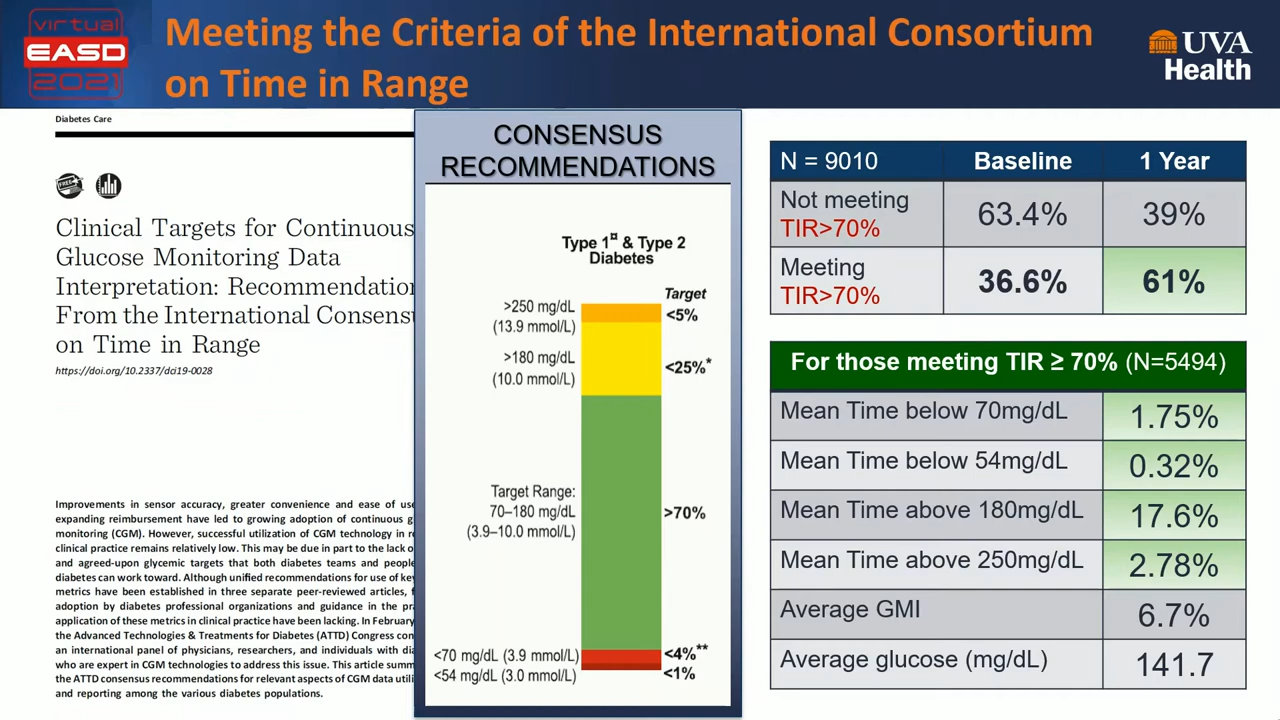 virtual
EASD
2021
Meeting the Criteria of the International Consortium
on Time in Range
UVA
Health
Diabetes Care
FREE
Clinical Targets for Continuous
Glucose Monitoring Data
Interpretation: Recommendation
From the International Consensu
on Time in Range
https://doi.org/10.2337/dci19-0028
Improvements in sensor accuracy, greater convenience and ease of use
expanding reimbursement have led to growing adoption of continuous g
monitoring (CGM). However, successful utilization of CGM technology in r
clinical practice remains relatively low. This may be due in part to the lack o
and agreed-upon glycemic targets that both diabetes teams and people
diabetes can work toward. Although unified recommendations for use of key
metrics have been established in three separate peer-reviewed articles, f
adoption by diabetes professional organizations and guidance in the pra
application of these metrics in clinical practice have been lacking. In February
the Advanced Technologies & Treatments for Diabetes (ATTD) Congress con
an international panel of physicians, researchers, and individuals with dia
who are expert in CGM technologies to address this issue. This article summ
the ATTD consensus recommendations for relevant aspects of CGM data utili
and reporting among the various diabetes populations.
CONSENSUS
RECOMMENDATIONS
Type 1¤ & Type 2
Diabetes
Target
>250 mg/dL
(13.9 mmol/L)
<5%
>180 mg/dL
(10.0 mmol/L)
<25%*
Target Range:
70–180 mg/dL
(3.9–10.0 mmol/L)
>70%
<70 mg/dL (3.9 mmol/L) <4%**
<54 mg/dL (3.0 mmol/L) <1%
N = 9010 Baseline 1 Year
Not meeting
TIR>70% 63.4% 39%
Meeting
TIR>70% 36.6% 61%
For those meeting TIR ≥ 70% (N=5494)
Mean Time below 70mg/dL 1.75%
Mean Time below 54mg/dL 0.32%
Mean Time above 180mg/dL 17.6%
Mean Time above 250mg/dL 2.78%
Average GMI 6.7%
Average glucose (mg/dL) 141.7